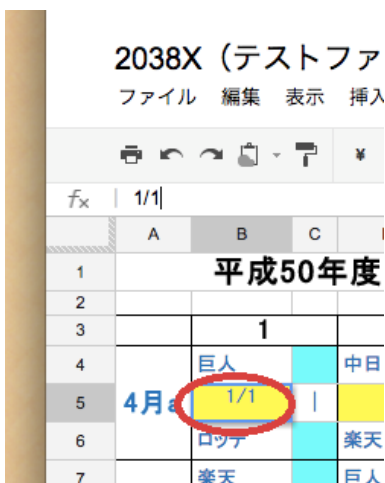 2038X（テストファ
ファイル 編集 表示 挿入
¥
fx 1/1
A B C
1 平成50年度
2
3 1
4 巨人 中日
5 4月a 1/1
6 ロッテ 楽天
7 楽天 巨人